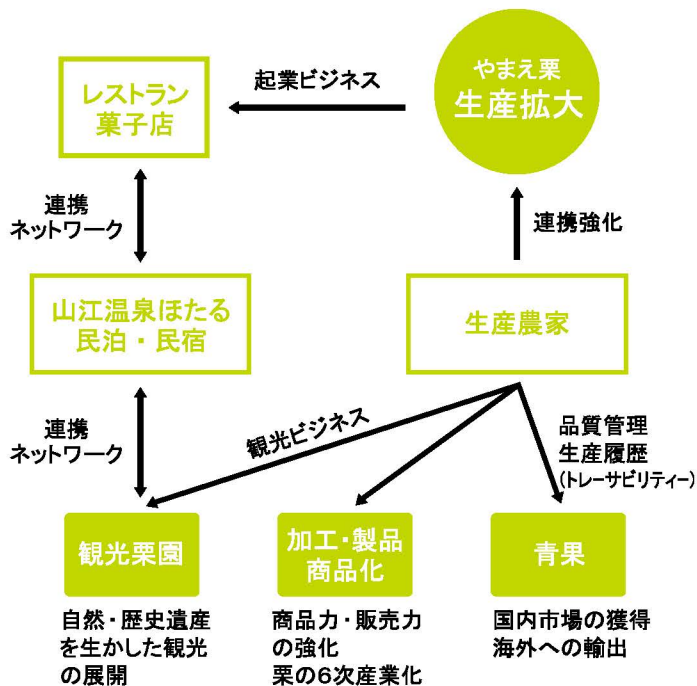 やまえ栗
生産拡大
起業ビジネス
レストラン
菓子店
連携
ネットワーク
連携強化
山江温泉ほたる
民泊・民宿
生産農家
連携
ネットワーク
観光ビジネス
品質管理
生産履歴
(トレーサビリティー)
観光栗園
加工・製品
商品化
青果
自然・歴史遺産
を生かした観光
の展開
商品力・販売力
の強化
栗の6次産業化
国内市場の獲得
海外への輸出